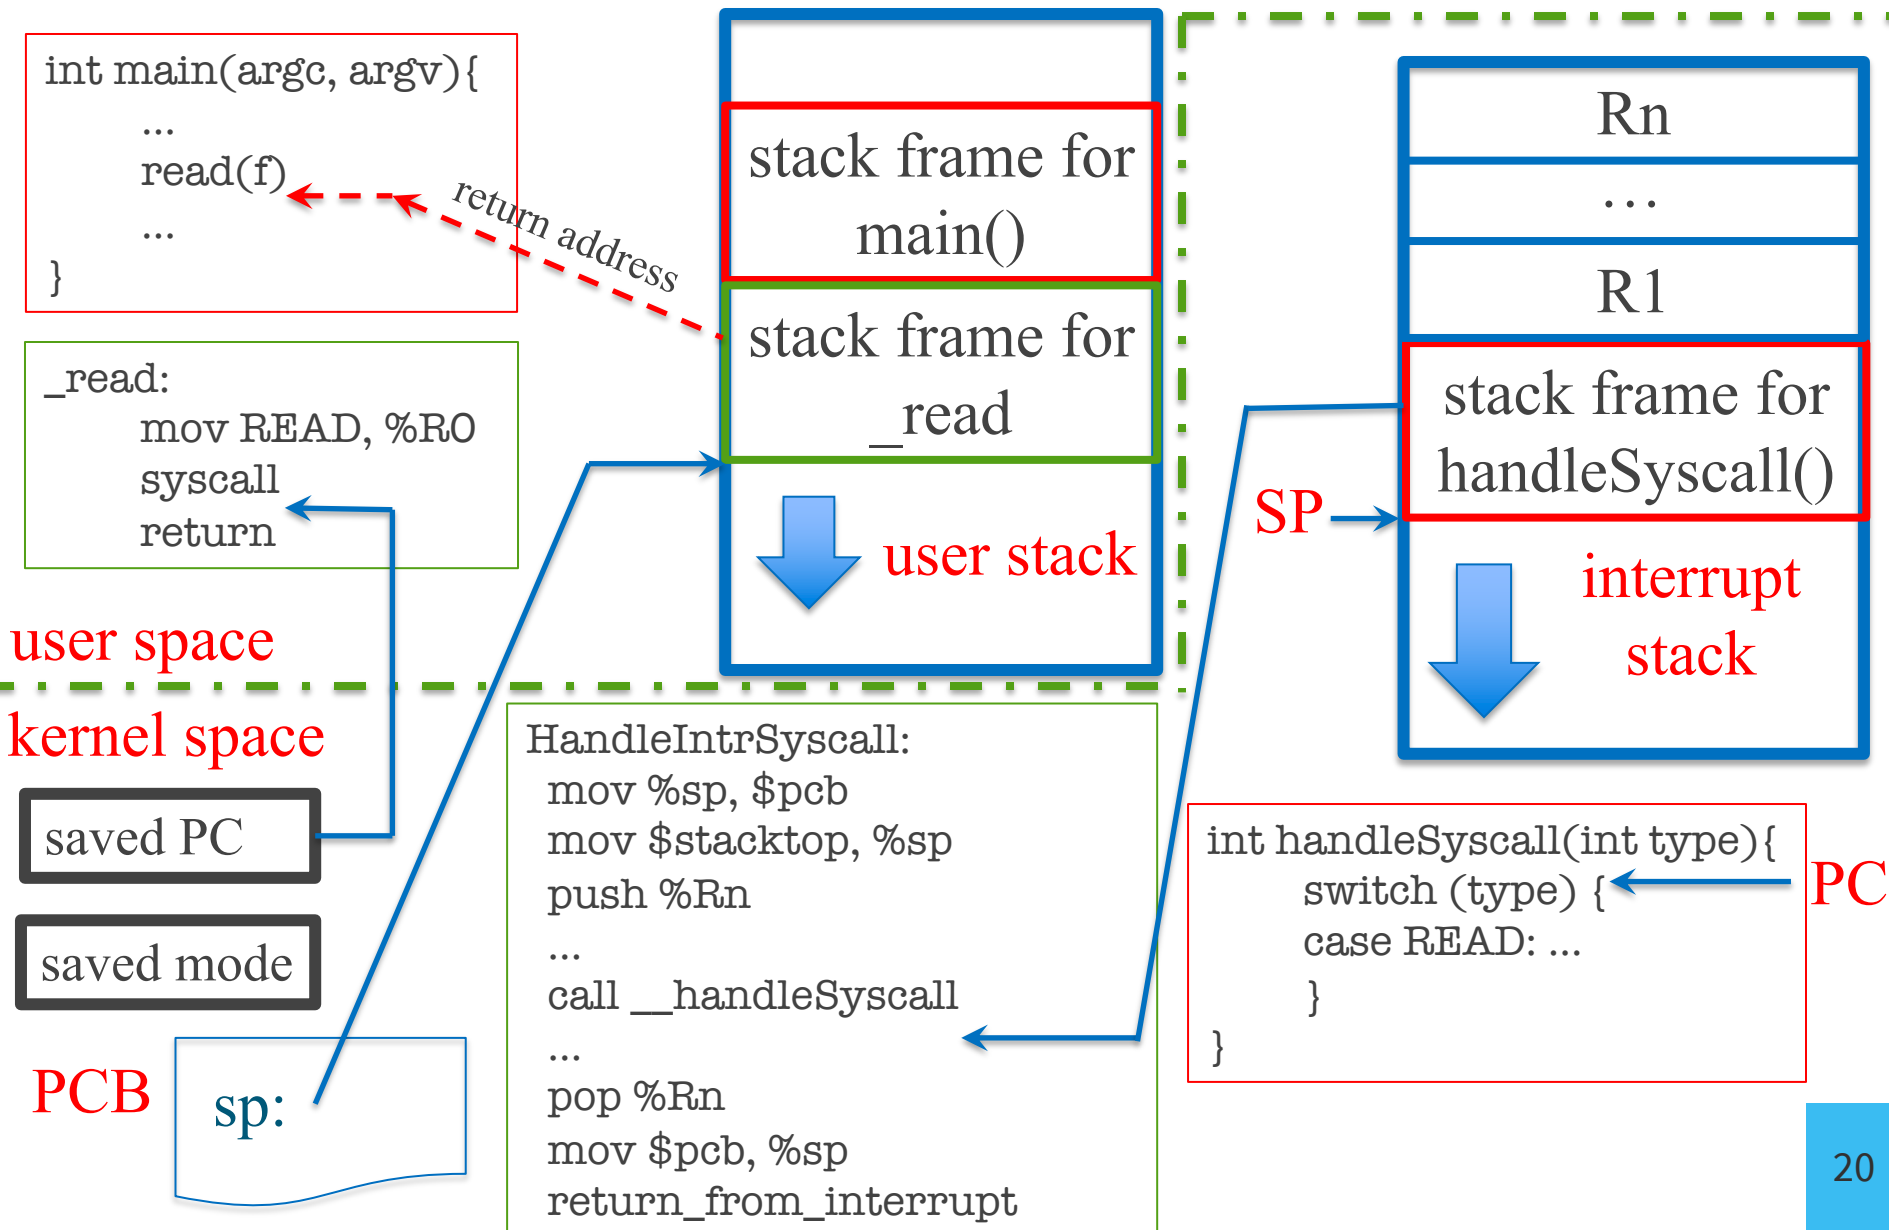 int main(argc, argv){
...
read(f)
...
}
return address
_read:
mov READ, %R0
syscall
return
user space
kernel space
saved PC
saved mode
PCB
sp:
stack frame for
main()
stack frame for
_read
user stack
HandleIntrSyscall:
mov %sp, $pcb
mov $stacktop, %sp
push %Rn
...
call __handleSyscall
...
pop %Rn
mov $pcb, %sp
return_from_interrupt
Rn
...
R1
stack frame for
handleSyscall()
SP
interrupt
stack
int handleSyscall(int type){
switch (type) {
case READ: ...
}
}
PC
20